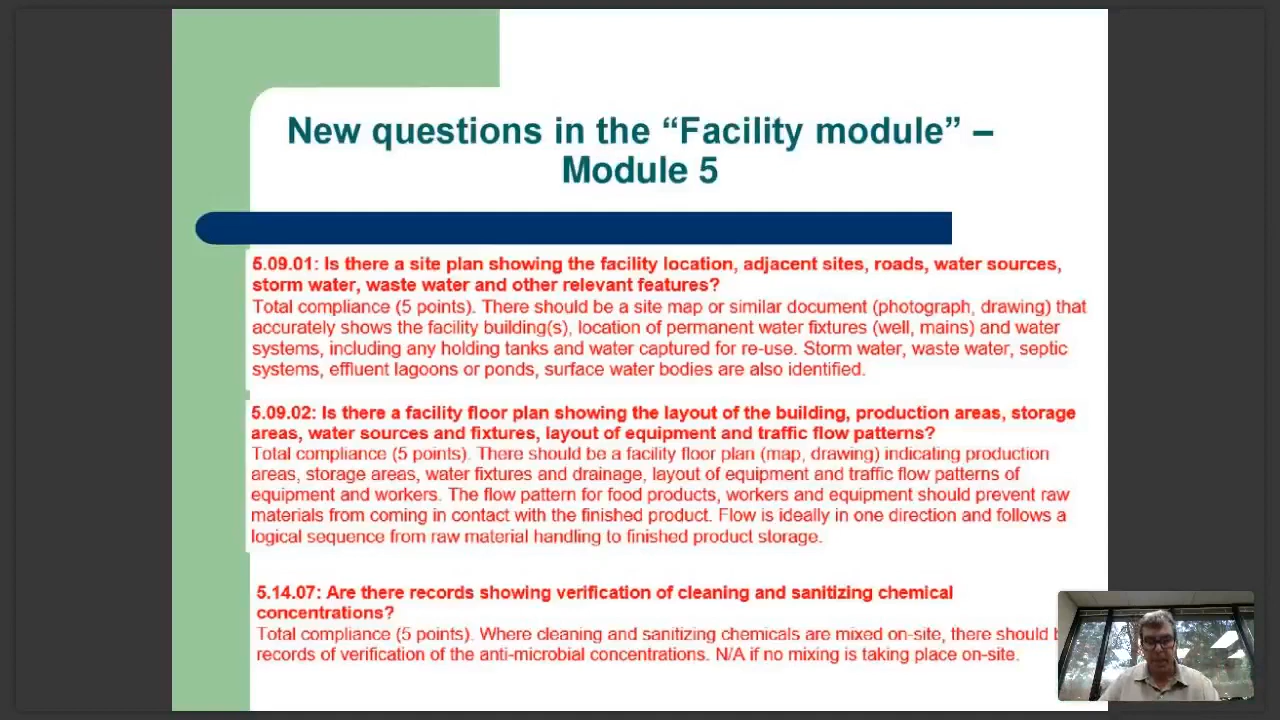 New questions in the “Facility module” –
Module 5
5.09.01: Is there a site plan showing the facility location, adjacent sites, roads, water sources,
storm water, waste water and other relevant features?
Total compliance (5 points). There should be a site map or similar document (photograph, drawing) that
accurately shows the facility building(s), location of permanent water fixtures (well, mains) and water
systems, including any holding tanks and water captured for re-use. Storm water, waste water, septic
systems, effluent lagoons or ponds, surface water bodies are also identified.
5.09.02: Is there a facility floor plan showing the layout of the building, production areas, storage
areas, water sources and fixtures, layout of equipment and traffic flow patterns?
Total compliance (5 points). There should be a facility floor plan (map, drawing) indicating production
areas, storage areas, water fixtures and drainage, layout of equipment and traffic flow patterns of
equipment and workers. The flow pattern for food products, workers and equipment should prevent raw
materials from coming in contact with the finished product. Flow is ideally in one direction and follows a
logical sequence from raw material handling to finished product storage.
5.14.07: Are there records showing verification of cleaning and sanitizing chemical
concentrations?
Total compliance (5 points). Where cleaning and sanitizing chemicals are mixed on-site, there should
records of verification of the anti-microbial concentrations. N/A if no mixing is taking place on-site.